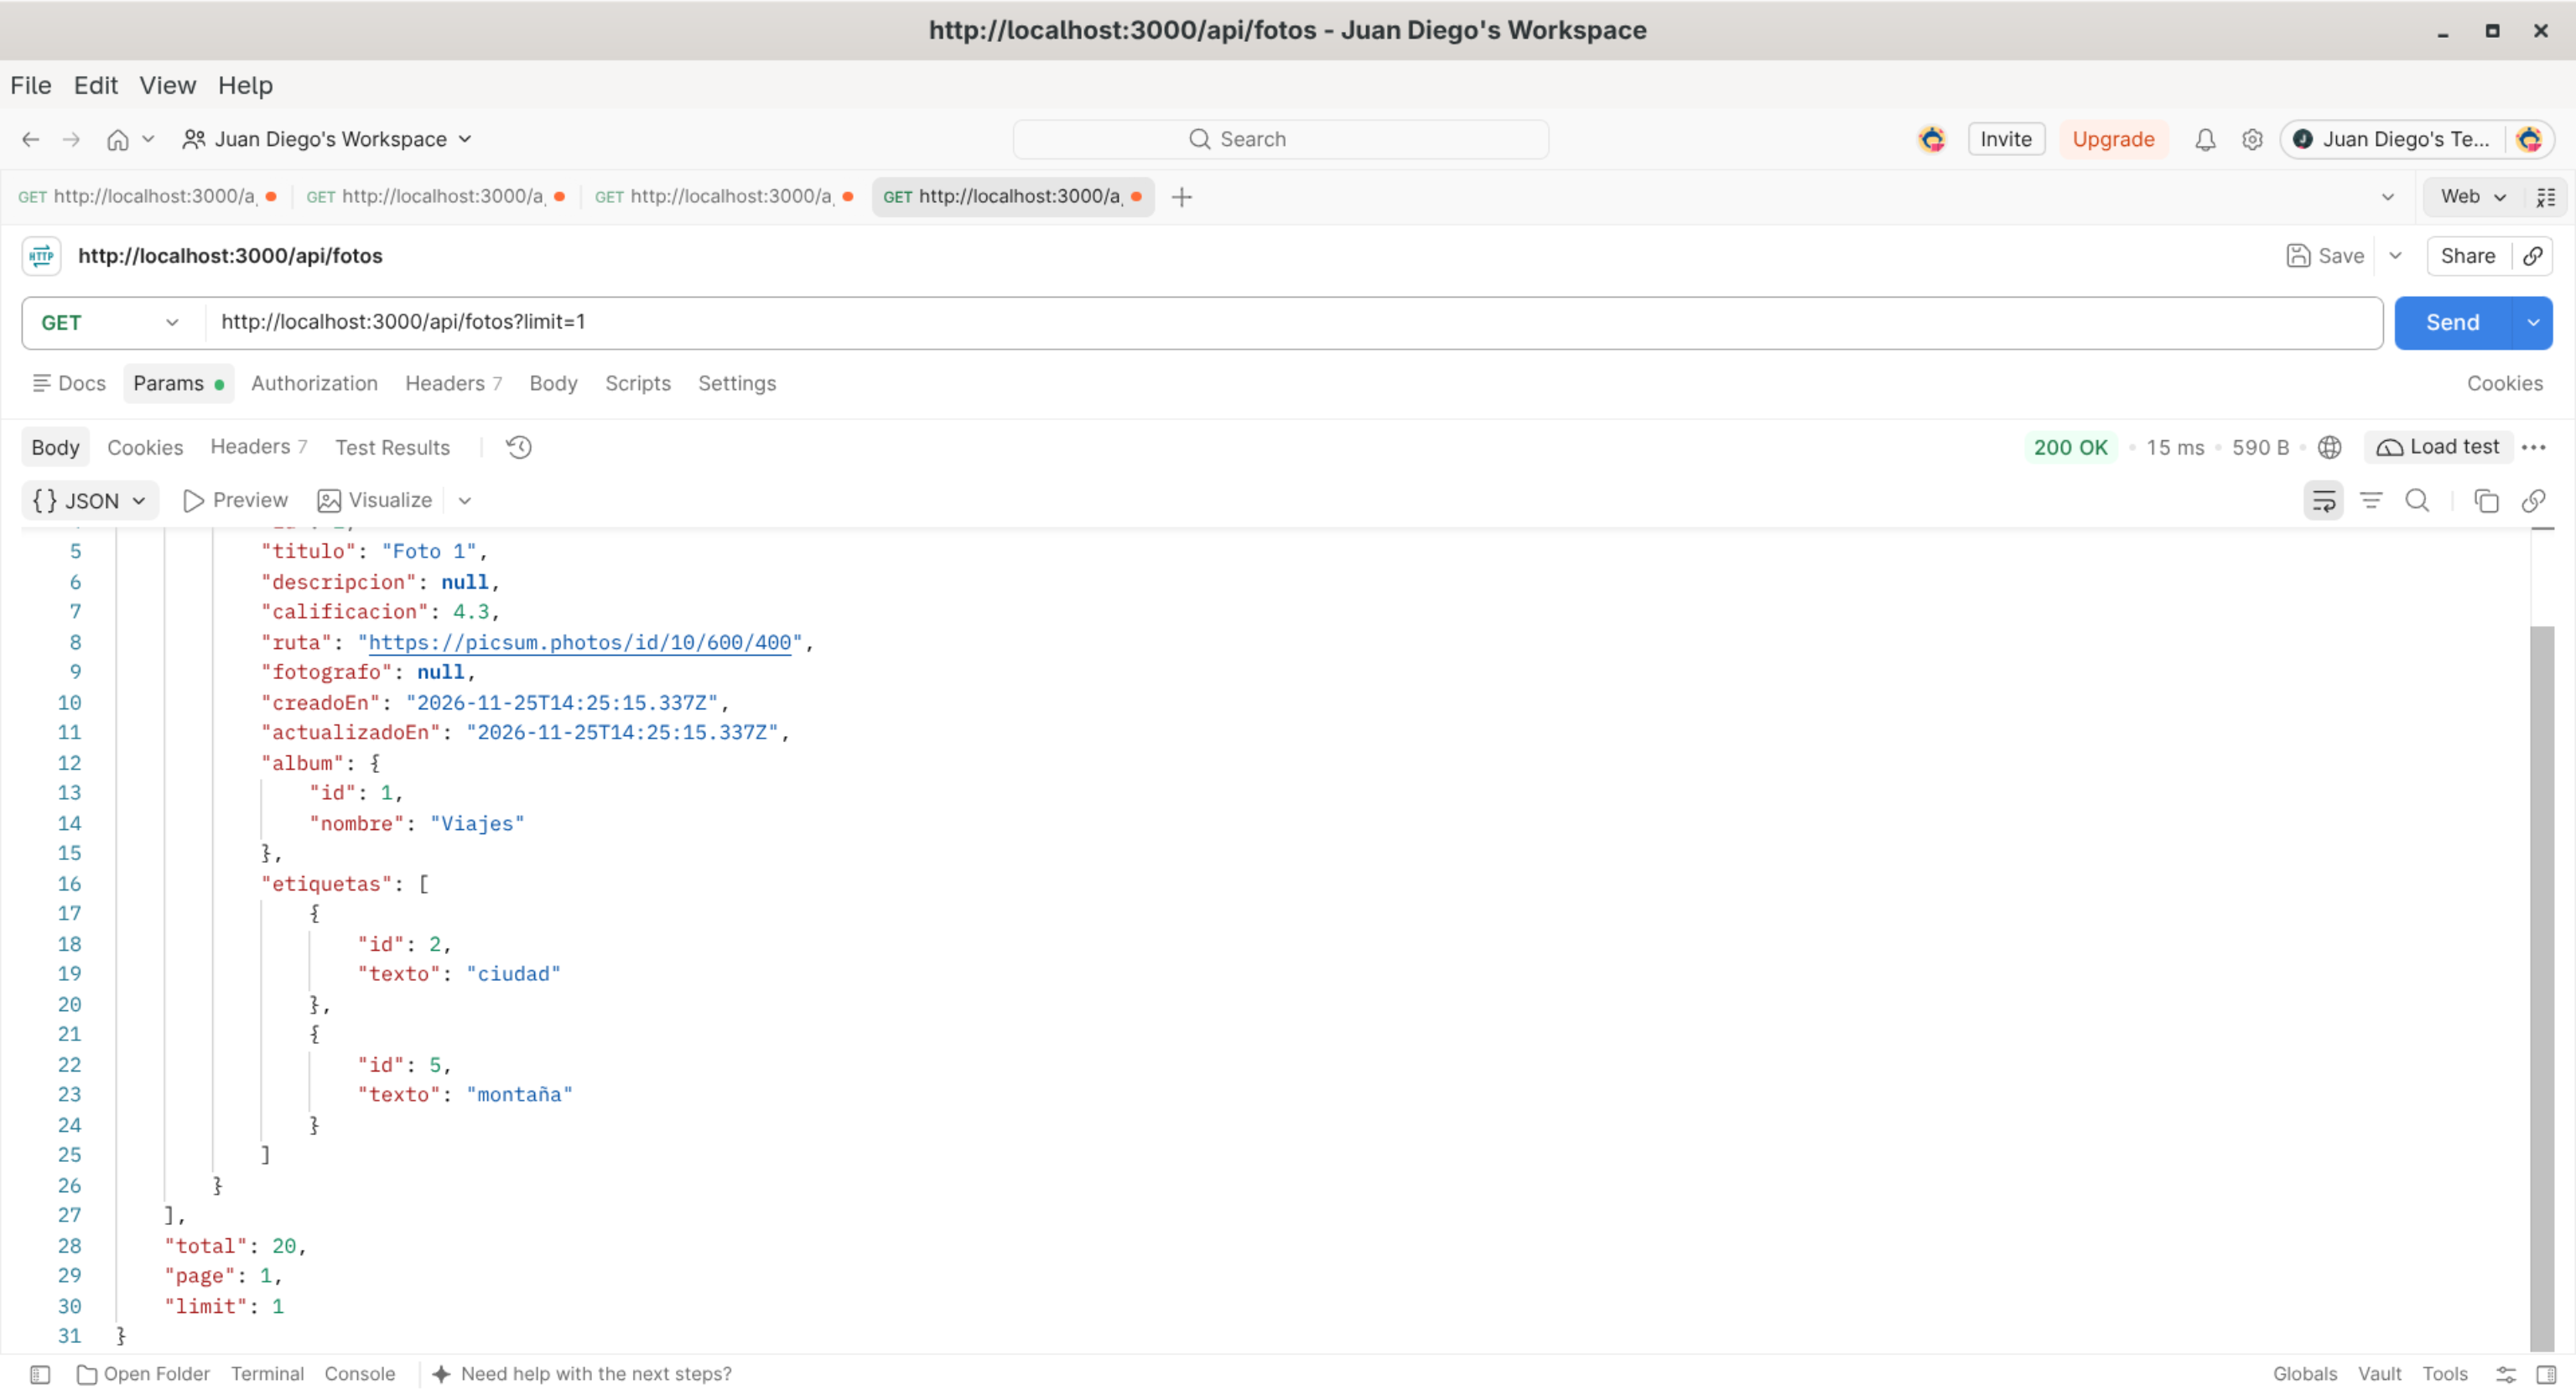 http://localhost:3000/api/fotos - Juan Diego's Workspace
File Edit View Help
Juan Diego's Workspace Search Invite Upgrade Juan Diego's Te...
GET http://localhost:3000/a GET http://localhost:3000/a GET http://localhost:3000/a GET http://localhost:3000/a Web
HTTP http://localhost:3000/api/fotos Save Share
GET http://localhost:3000/api/fotos?limit=1 Send
Docs Params Authorization Headers 7 Body Scripts Settings Cookies
Body Cookies Headers 7 Test Results 200 OK • 15 ms • 590 B • Load test
{} JSON Preview Visualize
5 "titulo": "Foto 1",
6 "descripcion": null,
7 "calificacion": 4.3,
8 "ruta": "https://picsum.photos/id/10/600/400",
9 "fotografo": null,
10 "creadoEn": "2026-11-25T14:25:15.337Z",
11 "actualizadoEn": "2026-11-25T14:25:15.337Z",
12 "album": {
13 "id": 1,
14 "nombre": "Viajes"
15 },
16 "etiquetas": [
17 {
18 "id": 2,
19 "texto": "ciudad"
20 },
21 {
22 "id": 5,
23 "texto": "montaña"
24 }
25 ]
26 }
27 ],
28 "total": 20,
29 "page": 1,
30 "limit": 1
31 }
Open Folder Terminal Console Need help with the next steps? Globals Vault Tools